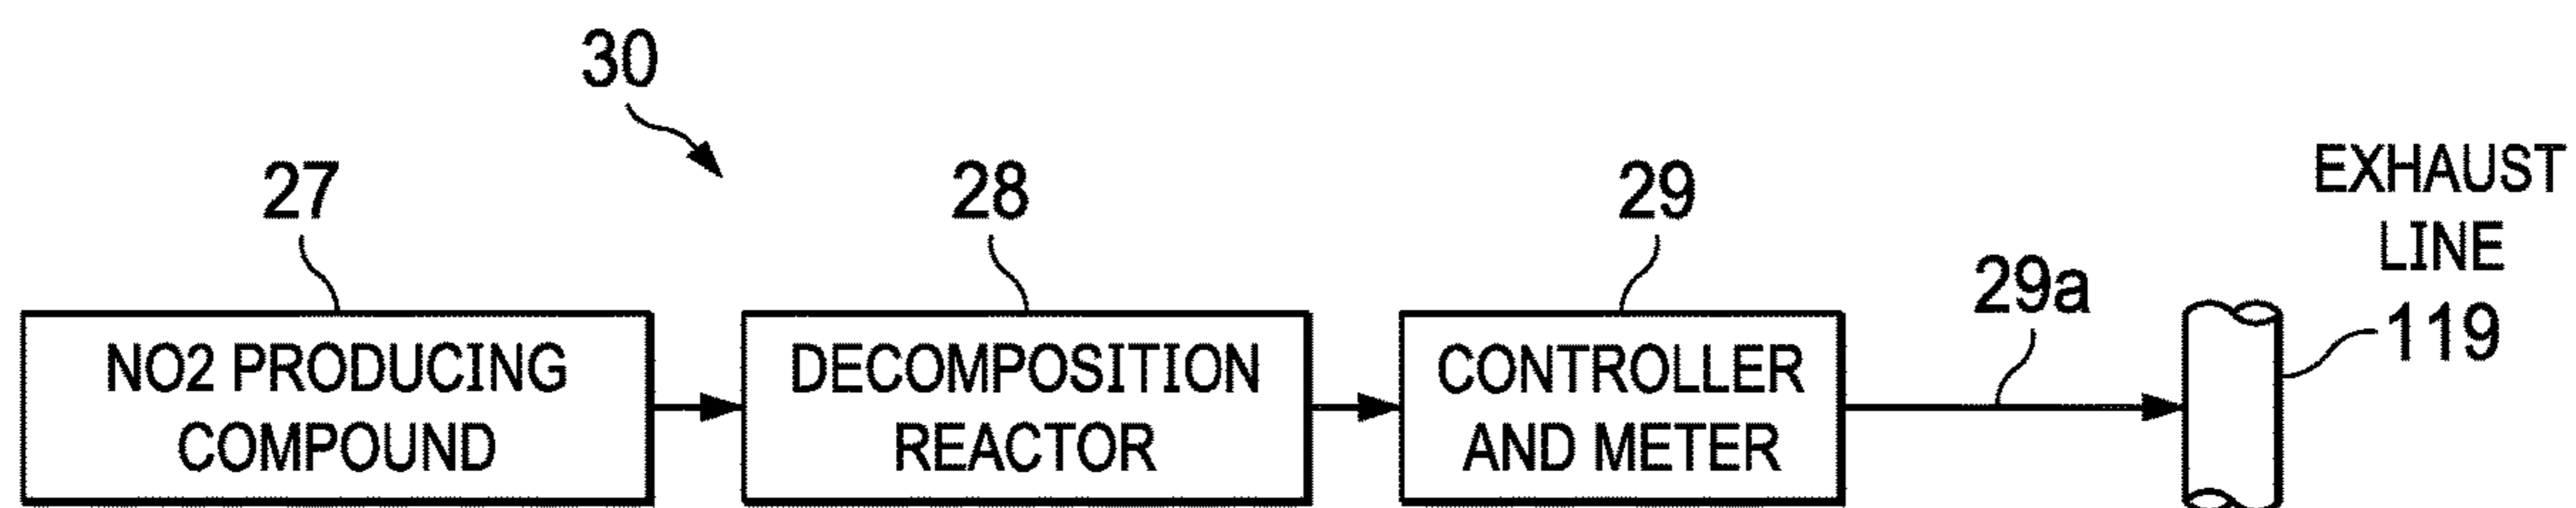 30
27
28
29
EXHAUST
LINE
119
29a
NO2 PRODUCING
COMPOUND
DECOMPOSITION
REACTOR
CONTROLLER
AND METER